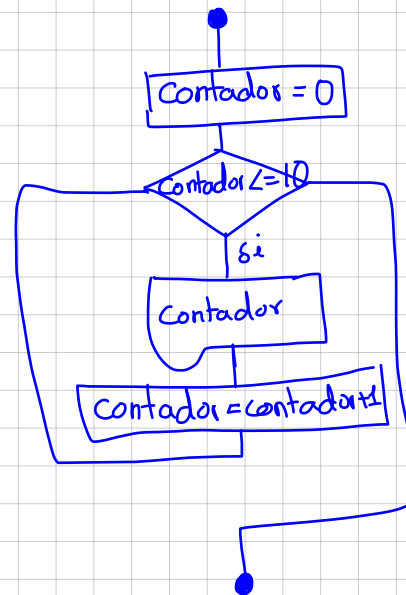 Contador = 0
Contador <= 10
si
Contador
Contador = contador+1